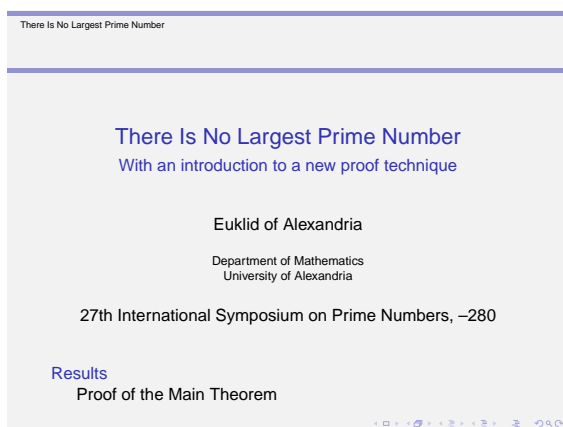 There Is No Largest Prime Number
There Is No Largest Prime Number
With an introduction to a new proof technique
Euklid of Alexandria
Department of Mathematics
University of Alexandria
27th International Symposium on Prime Numbers, –280
Results
Proof of the Main Theorem